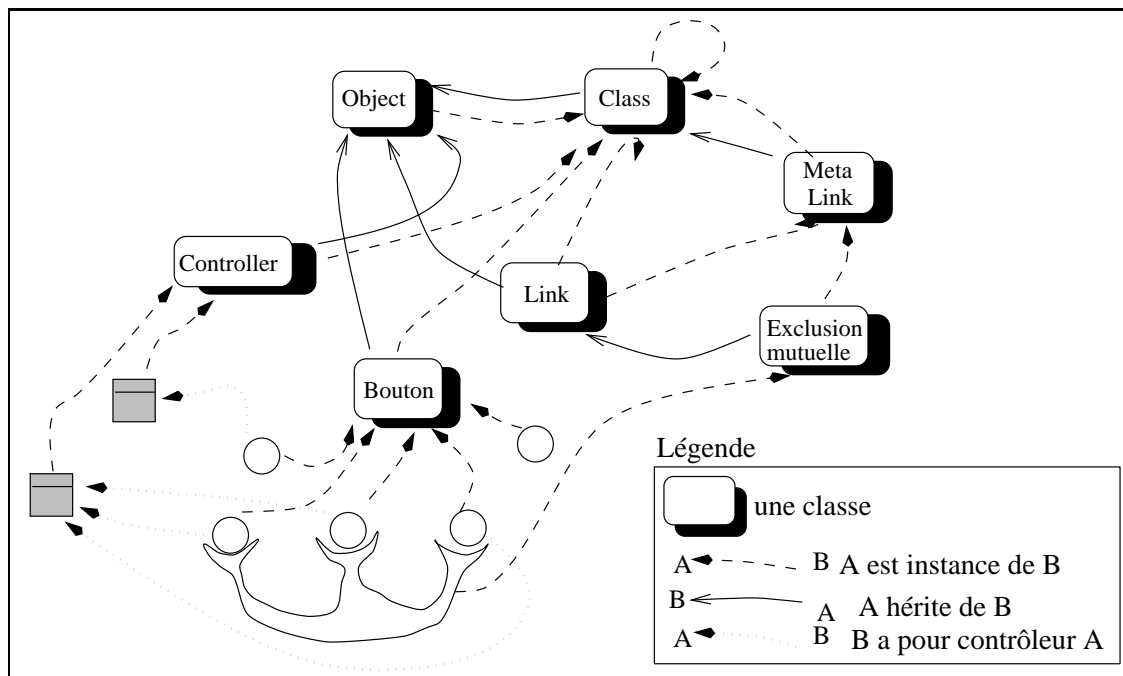 Object
Class
Meta
Link
Controller
Link
Exclusion
mutuelle
Bouton
Légende
une classe
A B A est instance de B
B A A hérite de B
A B B a pour contrôleur A